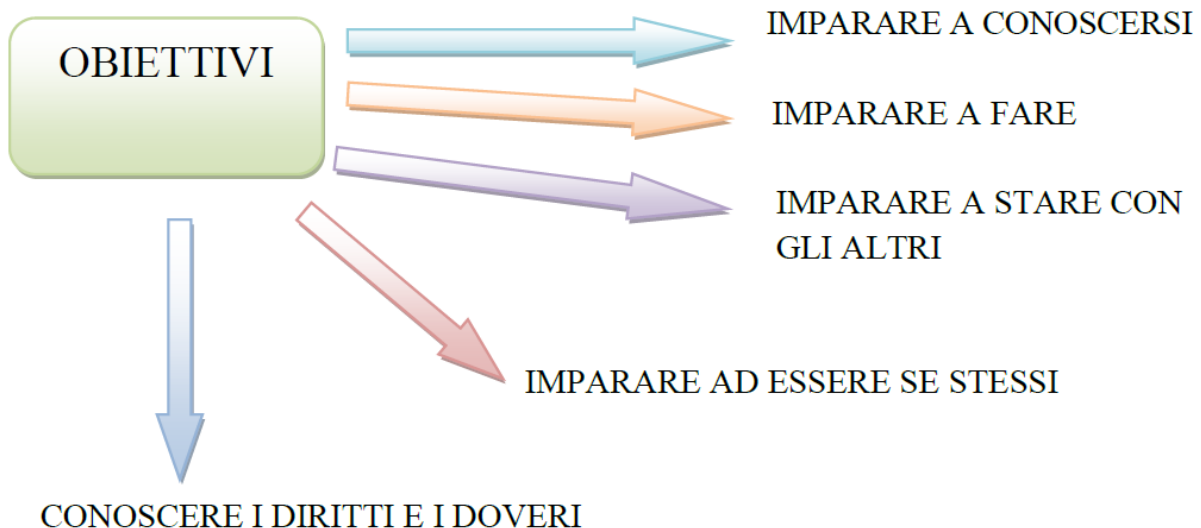 OBIETTIVI
IMPARARE A CONOSCERSI
IMPARARE A FARE
IMPARARE A STARE CON
GLI ALTRI
IMPARARE AD ESSERE SE STESSI
CONOSCERE I DIRITTI E I DOVERI